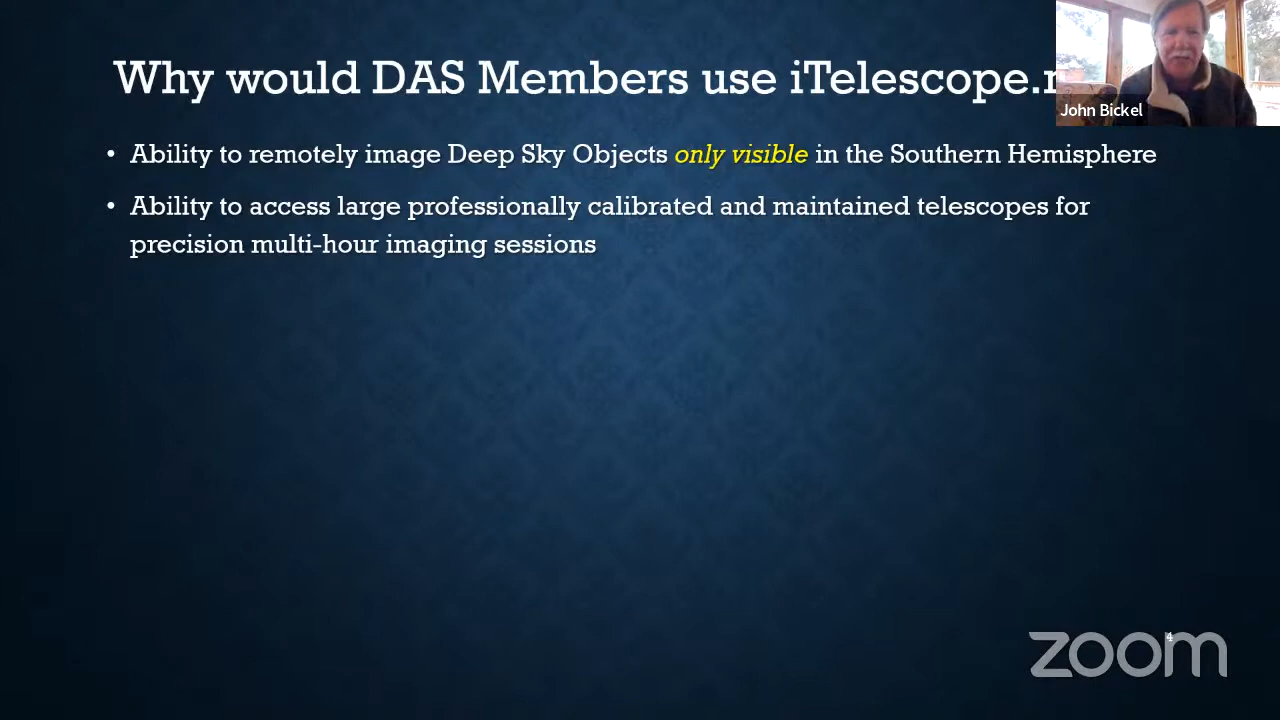 Why would DAS Members use iTelescope.
John Bickel
• Ability to remotely image Deep Sky Objects only visible in the Southern Hemisphere
• Ability to access large professionally calibrated and maintained telescopes for
precision multi-hour imaging sessions
4
zoom